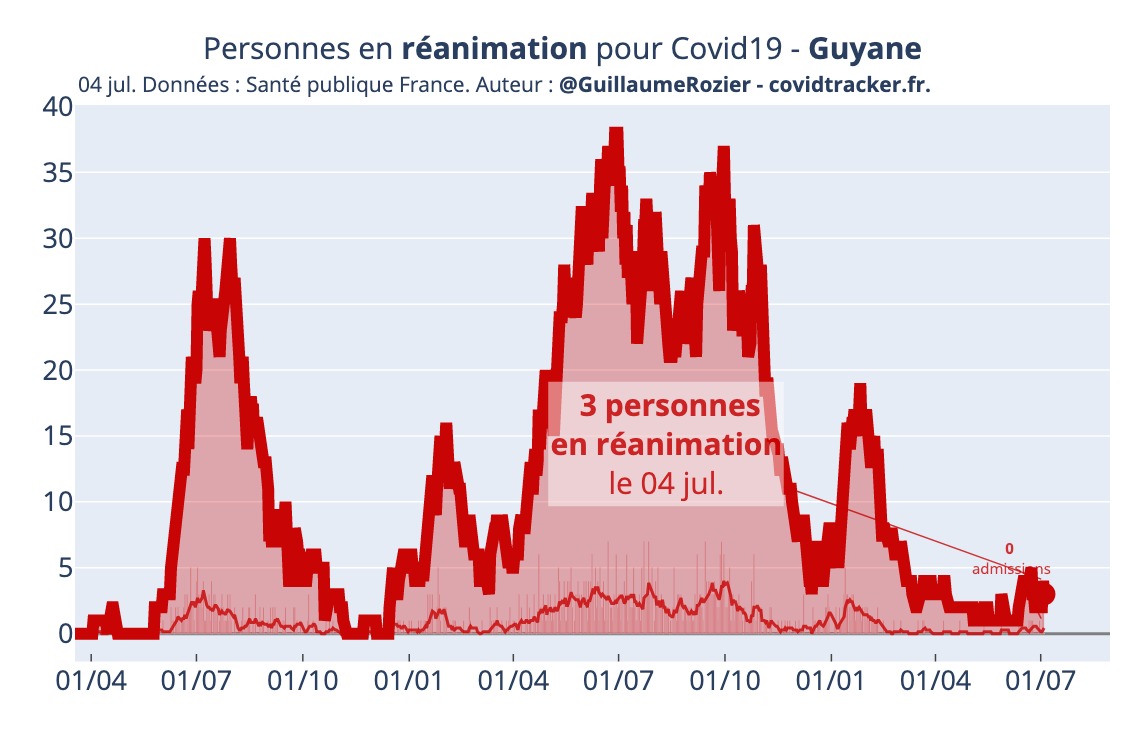 Personnes en réanimation pour Covid19 - Guyane
04 jul. Données : Santé publique France. Auteur : @GuillaumeRozier - covidtracker.fr.
40
35
30
25
20
15
10
5
0
3 personnes
en réanimation
le 04 jul.
0
admissions
01/04 01/07 01/10 01/01 01/04 01/07 01/10 01/01 01/04 01/07